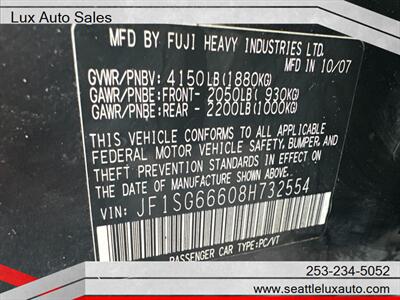 Lux Auto Sales
MFD BY FUJI HEAVY INDUSTRIES LTD.
MFD IN 10/07
GVWR/PNBV: 4150LB(1880KG)
GAWR/PNBE:FRONT- 2050LB( 930KG)
GAWR/PNBE:REAR - 2200LB(1000KG)
THIS VEHICLE CONFORMS TO ALL APPLICABLE
FEDERAL MOTOR VEHICLE SAFETY, BUMPER, AND
THEFT PREVENTION STANDARDS IN EFFECT ON
THE DATE OF MANUFACTURE SHOWN ABOVE.
VIN: JF1SG66608H732554
PASSENGER CAR TYPE:PC/VT
253-234-5052
www.seattleluxauto.com